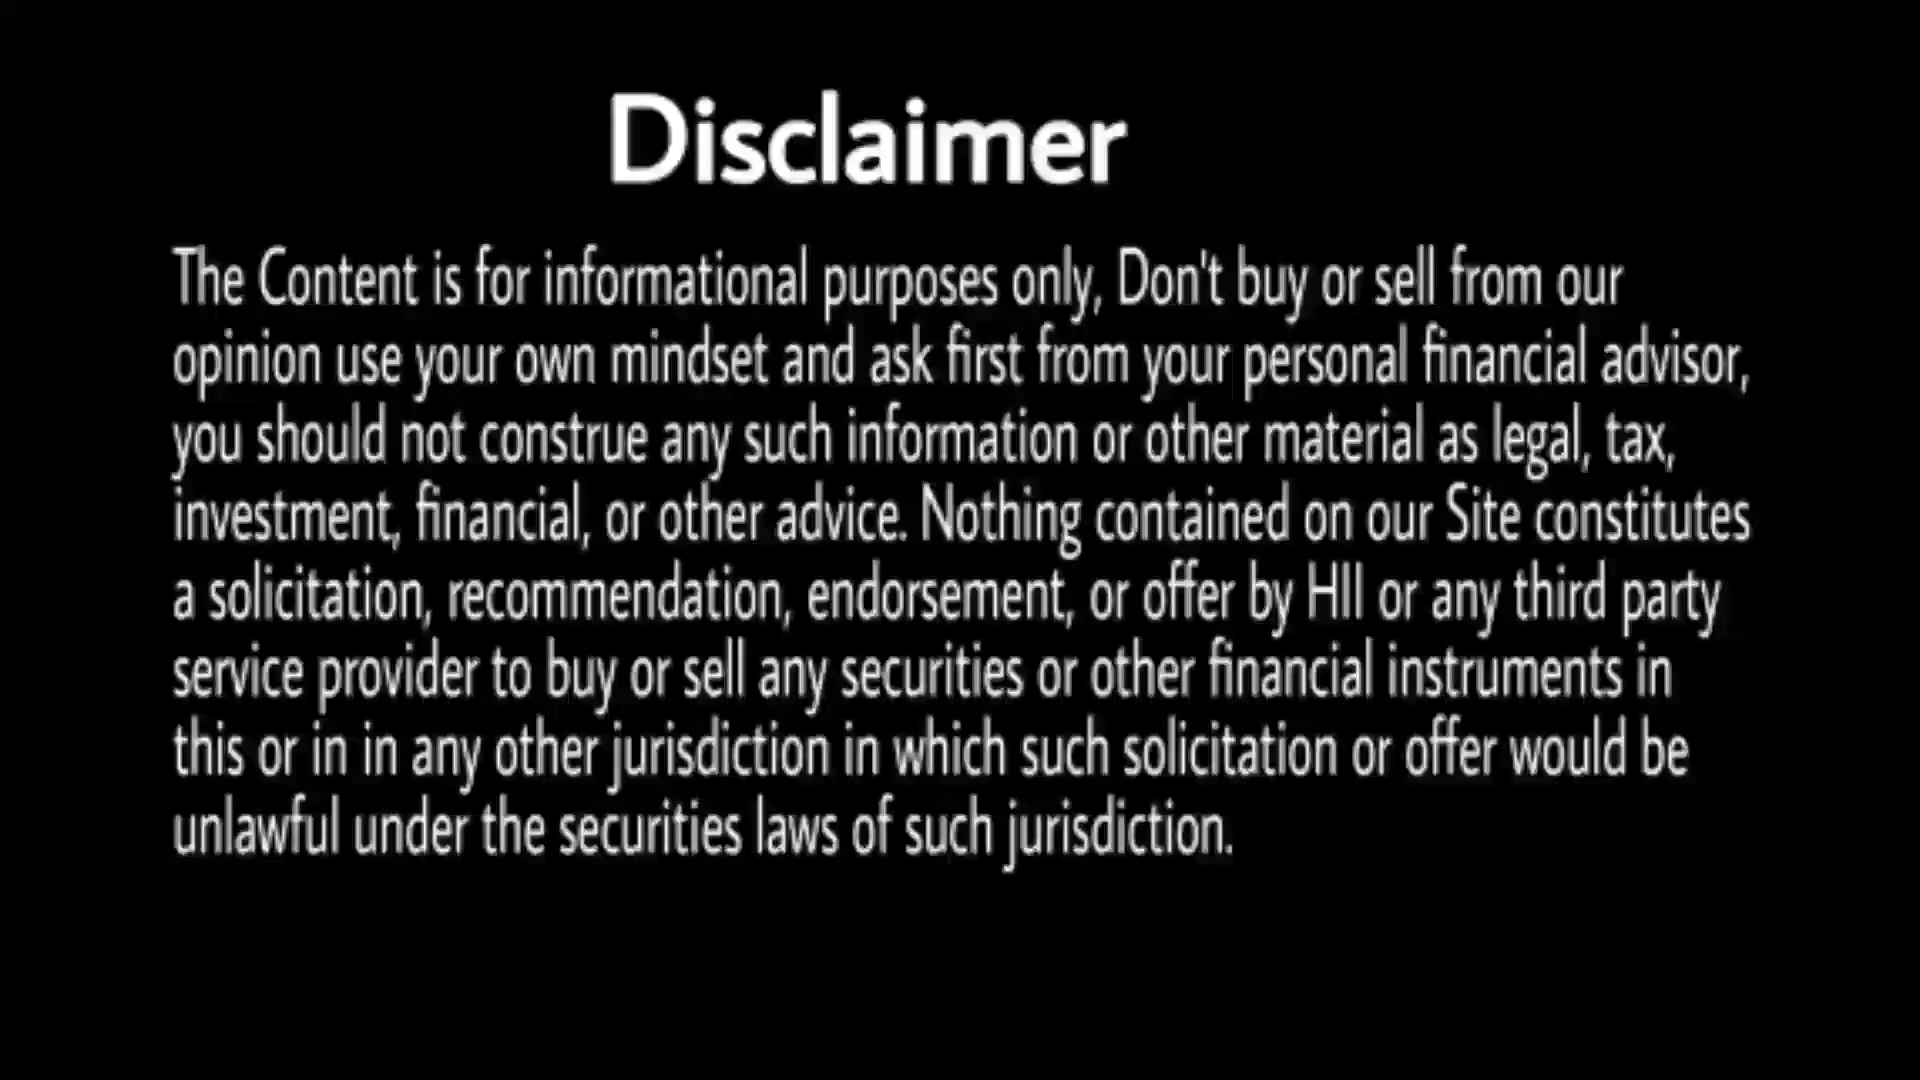 Disclaimer
The Content is for informational purposes only, Don't buy or sell from our
opinion use your own mindset and ask first from your personal financial advisor,
you should not construe any such information or other material as legal, tax,
investment, financial, or other advice. Nothing contained on our Site constitutes
a solicitation, recommendation, endorsement, or offer by HII or any third party
service provider to buy or sell any securities or other financial instruments in
this or in in any other jurisdiction in which such solicitation or offer would be
unlawful under the securities laws of such jurisdiction.